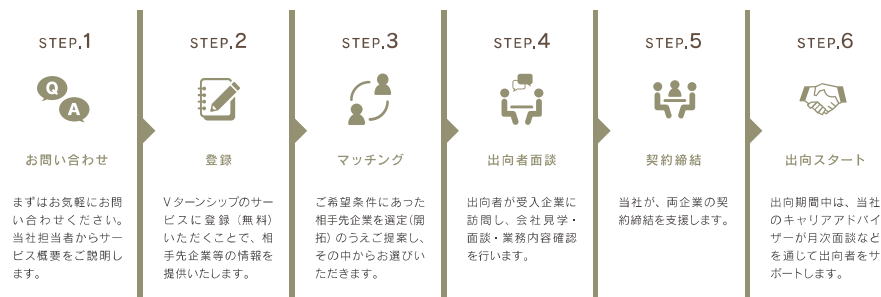 STEP.1
Q
A
お問い合わせ
まずはお気軽にお問
い合わせください。
当社担当者からサー
ビス概要をご説明し
ます。
STEP.2
登録
Vターンシップのサー
ビスに登録（無料）
いただくことで、相
手先企業等の情報を
提供いたします。
STEP.3
マッチング
ご希望条件にあった
相手先企業を選定(開
拓）のうえご提案し、
その中からお選びい
ただきます。
STEP.4
出向者面談
出向者が受入企業に
訪問し、会社見学・
面談・業務内容確認
を行います。
STEP.5
契約締結
当社が、両企業の契
約締結を支援します。
STEP.6
出向スタート
出向期間中は、当社
のキャリアアドバイ
ザーが月次面談など
を通じて出向者をサ
ポートします。